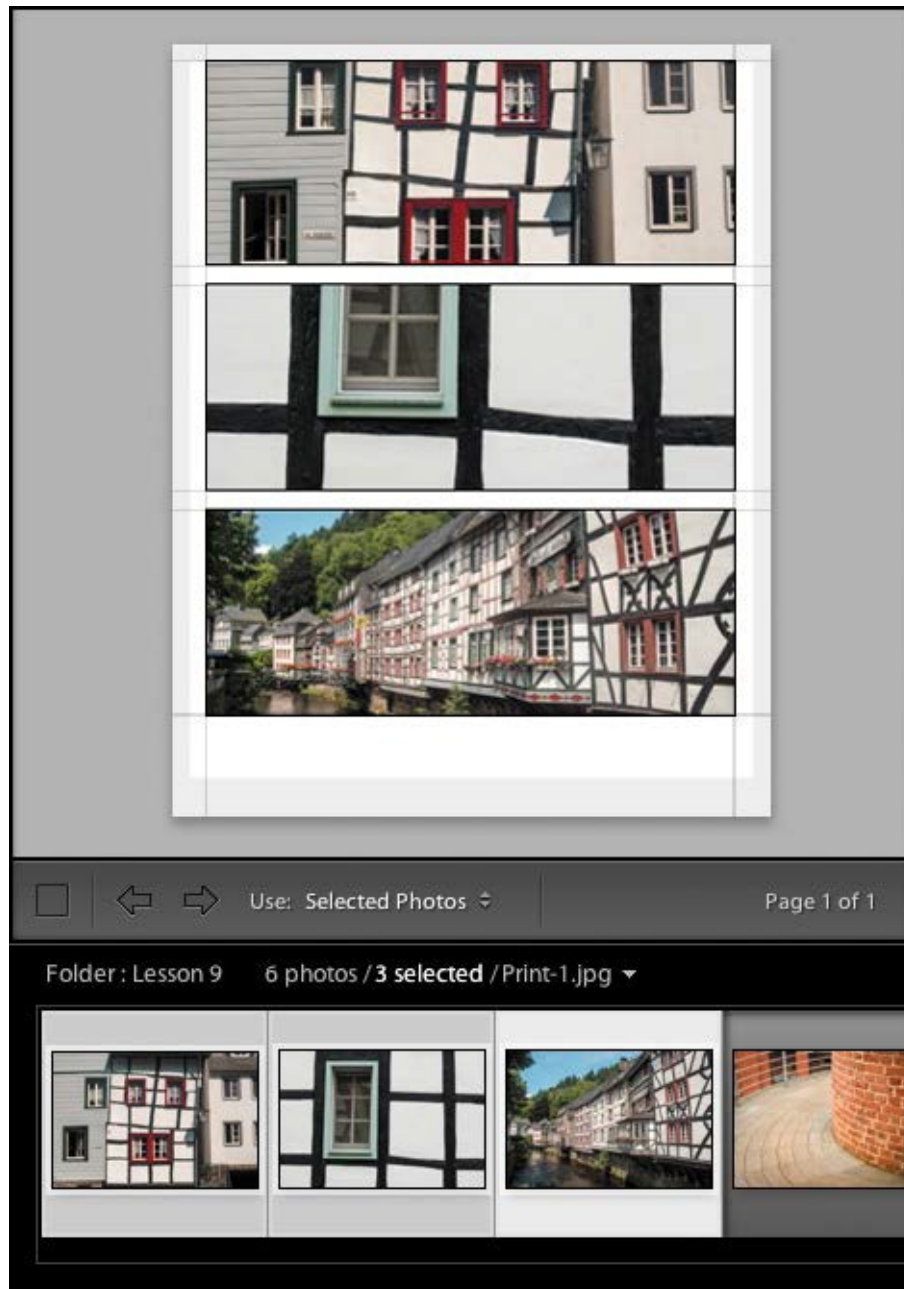 Use: Selected Photos
Page 1 of 1
Folder : Lesson 9 6 photos / 3 selected / Print-1.jpg